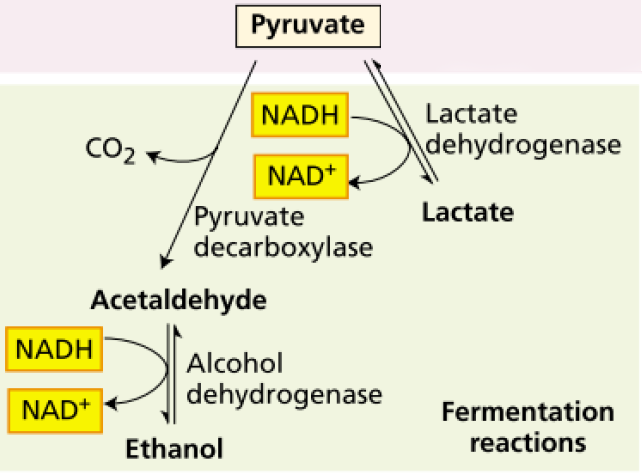 Pyruvate
NADH
Lactate
dehydrogenase
CO₂
NAD⁺
Lactate
Pyruvate
decarboxylase
Acetaldehyde
NADH
Alcohol
dehydrogenase
NAD⁺
Ethanol
Fermentation
reactions